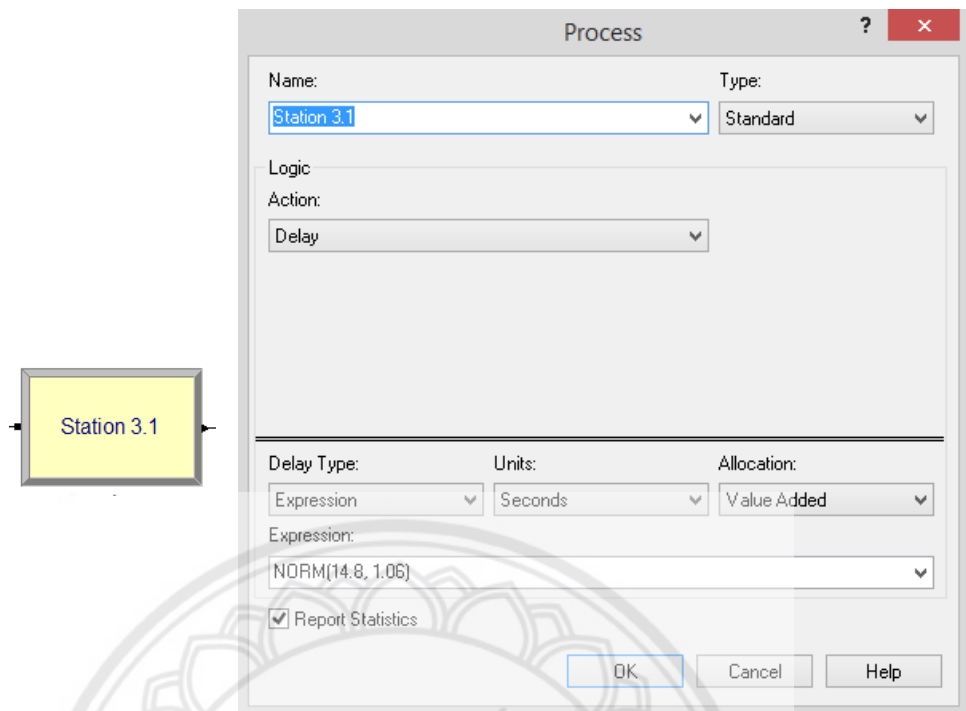 Process
?
×
Name:
Type:
Station 3.1
Standard
Logic
Action:
Delay
Station 3.1
Delay Type:
Units:
Allocation:
Expression
Seconds
Value Added
Expression:
NORM(14.8, 1.06)
Report Statistics
OK
Cancel
Help